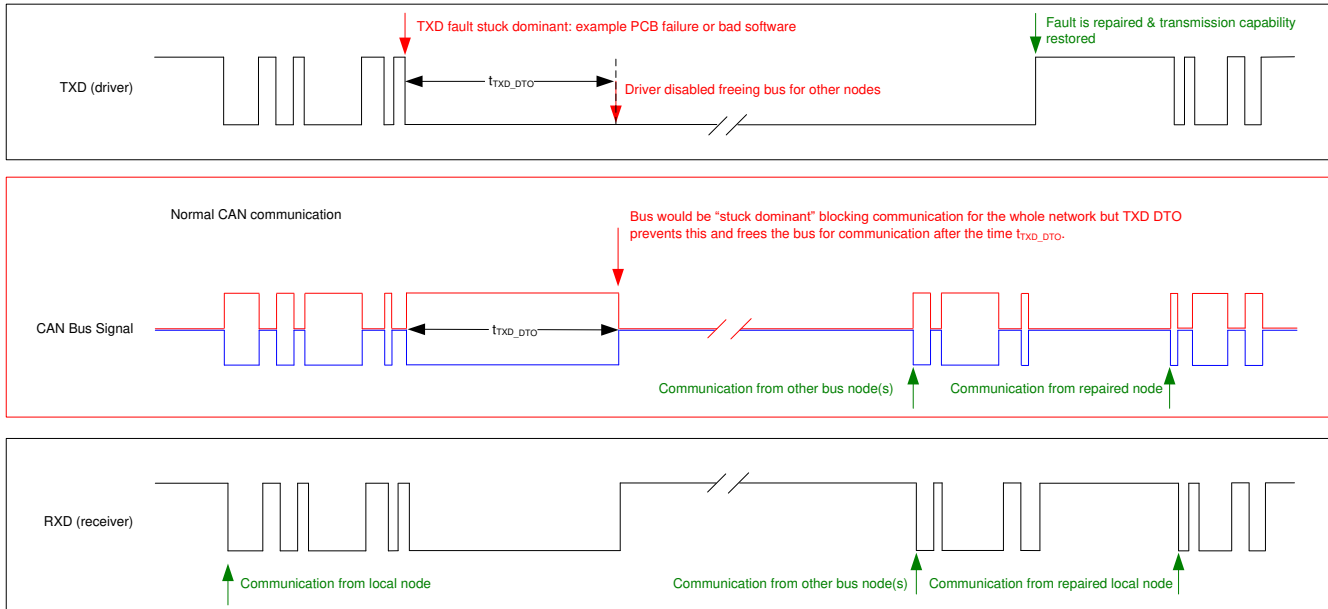 TXD fault stuck dominant: example PCB failure or bad software
Fault is repaired & transmission capability
restored
TXD (driver)
tTXD_DTO
Driver disabled freeing bus for other nodes
Normal CAN communication
Bus would be “stuck dominant” blocking communication for the whole network but TXD DTO
prevents this and frees the bus for communication after the time tTXD_DTO.
CAN Bus Signal
tTXD_DTO
Communication from other bus node(s)
Communication from repaired node
RXD (receiver)
Communication from local node
Communication from other bus node(s)
Communication from repaired local node